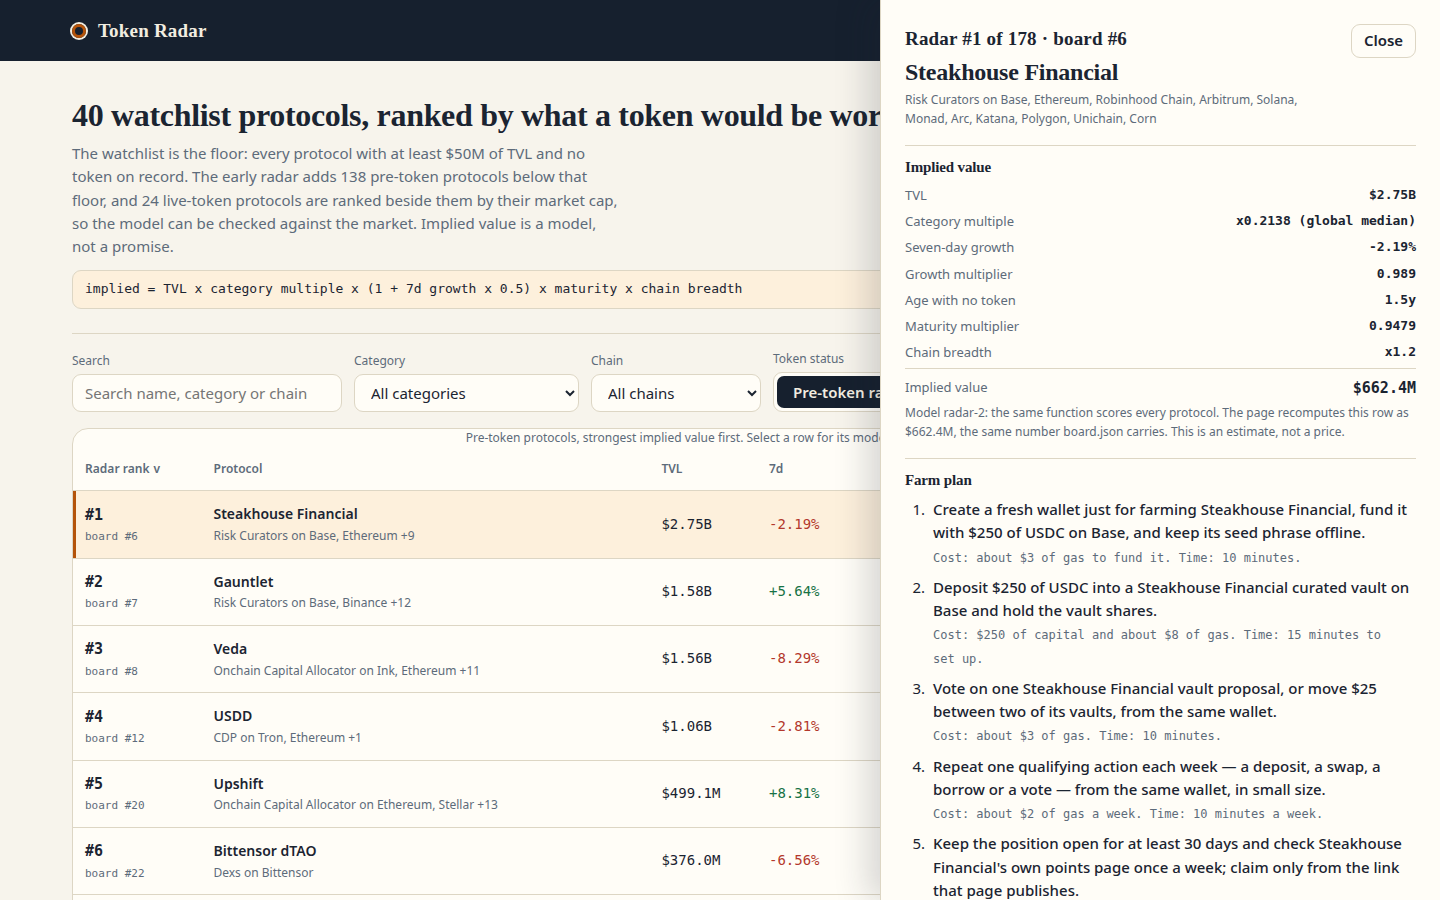 Token Radar
40 watchlist protocols, ranked by what a token would be wor
The watchlist is the floor: every protocol with at least $50M of TVL and no
token on record. The early radar adds 138 pre-token protocols below that
floor, and 24 live-token protocols are ranked beside them by their market cap,
so the model can be checked against the market. Implied value is a model,
not a promise.
implied = TVL x category multiple x (1 + 7d growth x 0.5) x maturity x chain breadth
Search
Category
Chain
Token status
Search name, category or chain
All categories
All chains
Pre-token ra
Pre-token protocols, strongest implied value first. Select a row for its mode
Radar rank v
Protocol
TVL
7d
#1
board #6
Steakhouse Financial
Risk Curators on Base, Ethereum +9
$2.75B
-2.19%
#2
board #7
Gauntlet
Risk Curators on Base, Binance +12
$1.58B
+5.64%
#3
board #8
Veda
Onchain Capital Allocator on Ink, Ethereum +11
$1.56B
-8.29%
#4
board #12
USDD
CDP on Tron, Ethereum +1
$1.06B
-2.81%
#5
board #20
Upshift
Onchain Capital Allocator on Ethereum, Stellar +13
$499.1M
+8.31%
#6
board #22
Bittensor dTAO
Dexs on Bittensor
$376.0M
-6.56%
Radar #1 of 178 · board #6
Close
Steakhouse Financial
Risk Curators on Base, Ethereum, Robinhood Chain, Arbitrum, Solana,
Monad, Arc, Katana, Polygon, Unichain, Corn
Implied value
TVL $2.75B
Category multiple x0.2138 (global median)
Seven-day growth -2.19%
Growth multiplier 0.989
Age with no token 1.5y
Maturity multiplier 0.9479
Chain breadth x1.2
Implied value $662.4M
Model radar-2: the same function scores every protocol. The page recomputes this row as
$662.4M, the same number board.json carries. This is an estimate, not a price.
Farm plan
1. Create a fresh wallet just for farming Steakhouse Financial, fund it
with $250 of USDC on Base, and keep its seed phrase offline.
Cost: about $3 of gas to fund it. Time: 10 minutes.
2. Deposit $250 of USDC into a Steakhouse Financial curated vault on
Base and hold the vault shares.
Cost: $250 of capital and about $8 of gas. Time: 15 minutes to
set up.
3. Vote on one Steakhouse Financial vault proposal, or move $25
between two of its vaults, from the same wallet.
Cost: about $3 of gas. Time: 10 minutes.
4. Repeat one qualifying action each week — a deposit, a swap, a
borrow or a vote — from the same wallet, in small size.
Cost: about $2 of gas a week. Time: 10 minutes a week.
5. Keep the position open for at least 30 days and check Steakhouse
Financial's own points page once a week; claim only from the link
that page publishes.